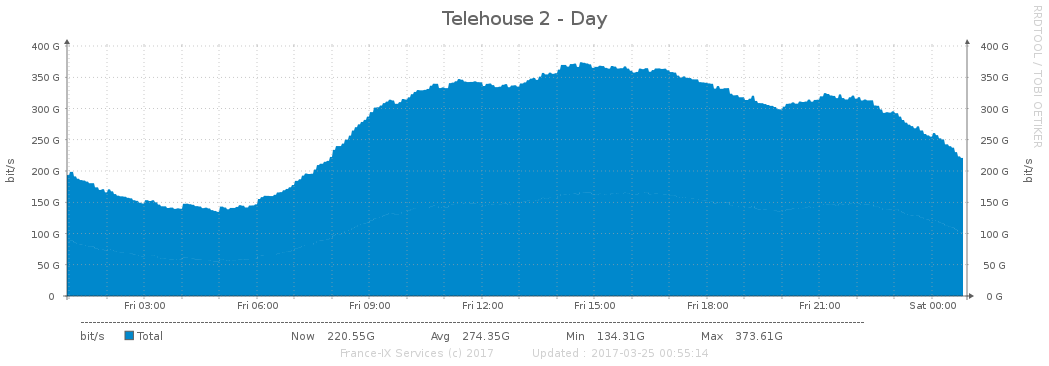 Telehouse 2 - Day
RRDTOOL / TOBI OETIKER
400 G 400 G
350 G 350 G
300 G 300 G
250 G 250 G
200 G 200 G
150 G 150 G
100 G 100 G
50 G 50 G
0 0 G
bit/s bit/s
Fri 03:00 Fri 06:00 Fri 09:00 Fri 12:00 Fri 15:00 Fri 18:00 Fri 21:00 Sat 00:00
bit/s Total Now 220.55G Avg 274.35G Min 134.31G Max 373.61G
France-IX Services (c) 2017 Updated : 2017-03-25 00:55:14